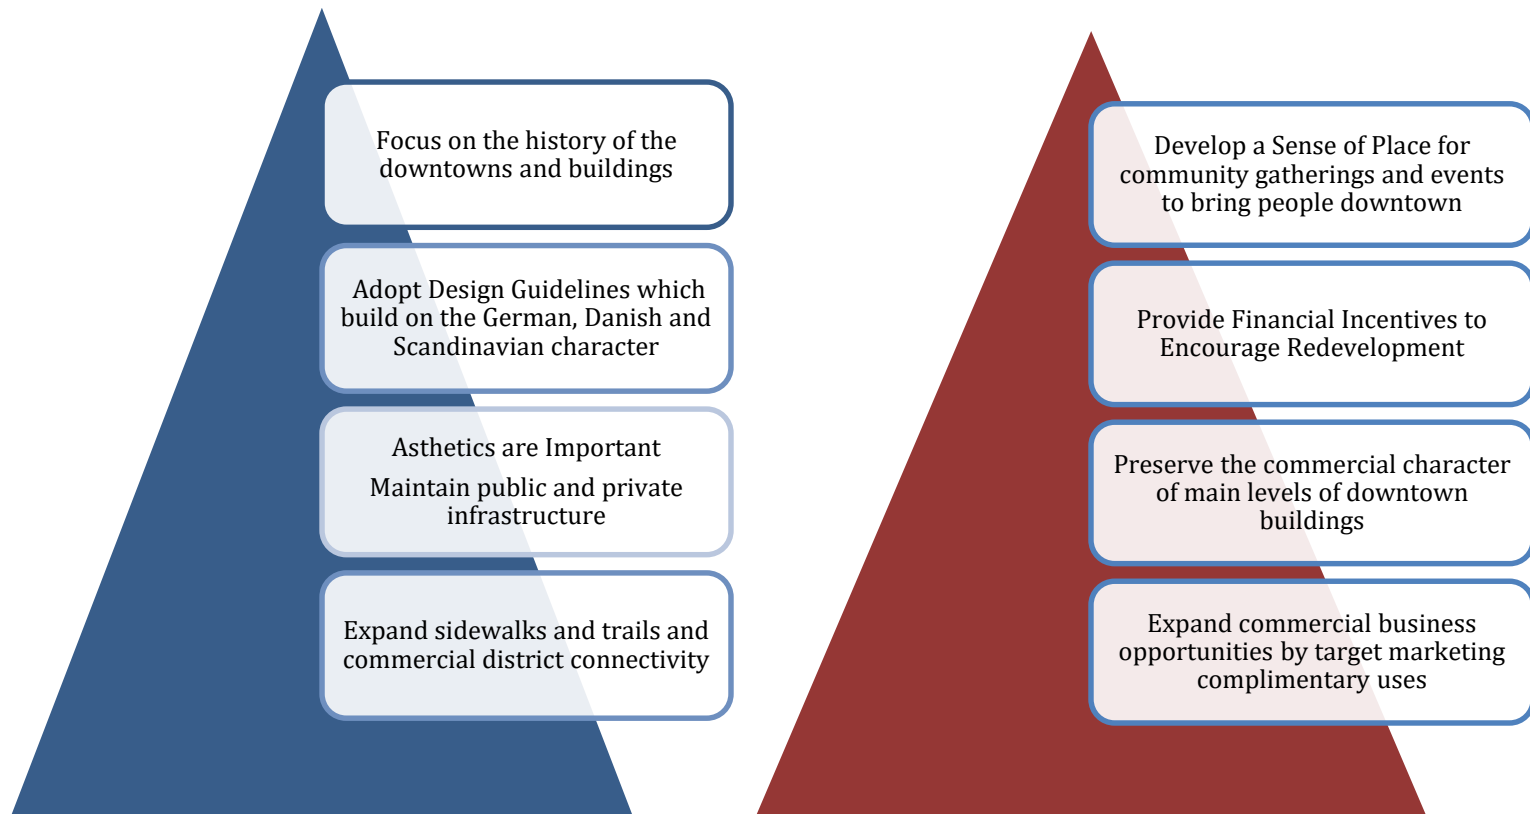 Focus on the history of the
downtowns and buildings
Adopt Design Guidelines which
build on the German, Danish and
Scandinavian character
Asthetics are Important
Maintain public and private
infrastructure
Expand sidewalks and trails and
commercial district connectivity
Develop a Sense of Place for
community gatherings and events
to bring people downtown
Provide Financial Incentives to
Encourage Redevelopment
Preserve the commercial character
of main levels of downtown
buildings
Expand commercial business
opportunities by target marketing
complimentary uses